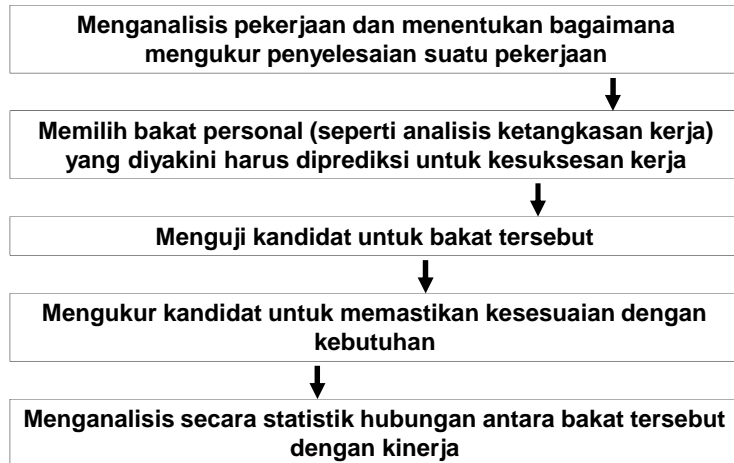 Menganalisis pekerjaan dan menentukan bagaimana
mengukur penyelesaian suatu pekerjaan
Memilih bakat personal (seperti analisis ketangkasan kerja)
yang diyakini harus diprediksi untuk kesuksesan kerja
Menguji kandidat untuk bakat tersebut
Mengukur kandidat untuk memastikan kesesuaian dengan
kebutuhan
Menganalisis secara statistik hubungan antara bakat tersebut
dengan kinerja